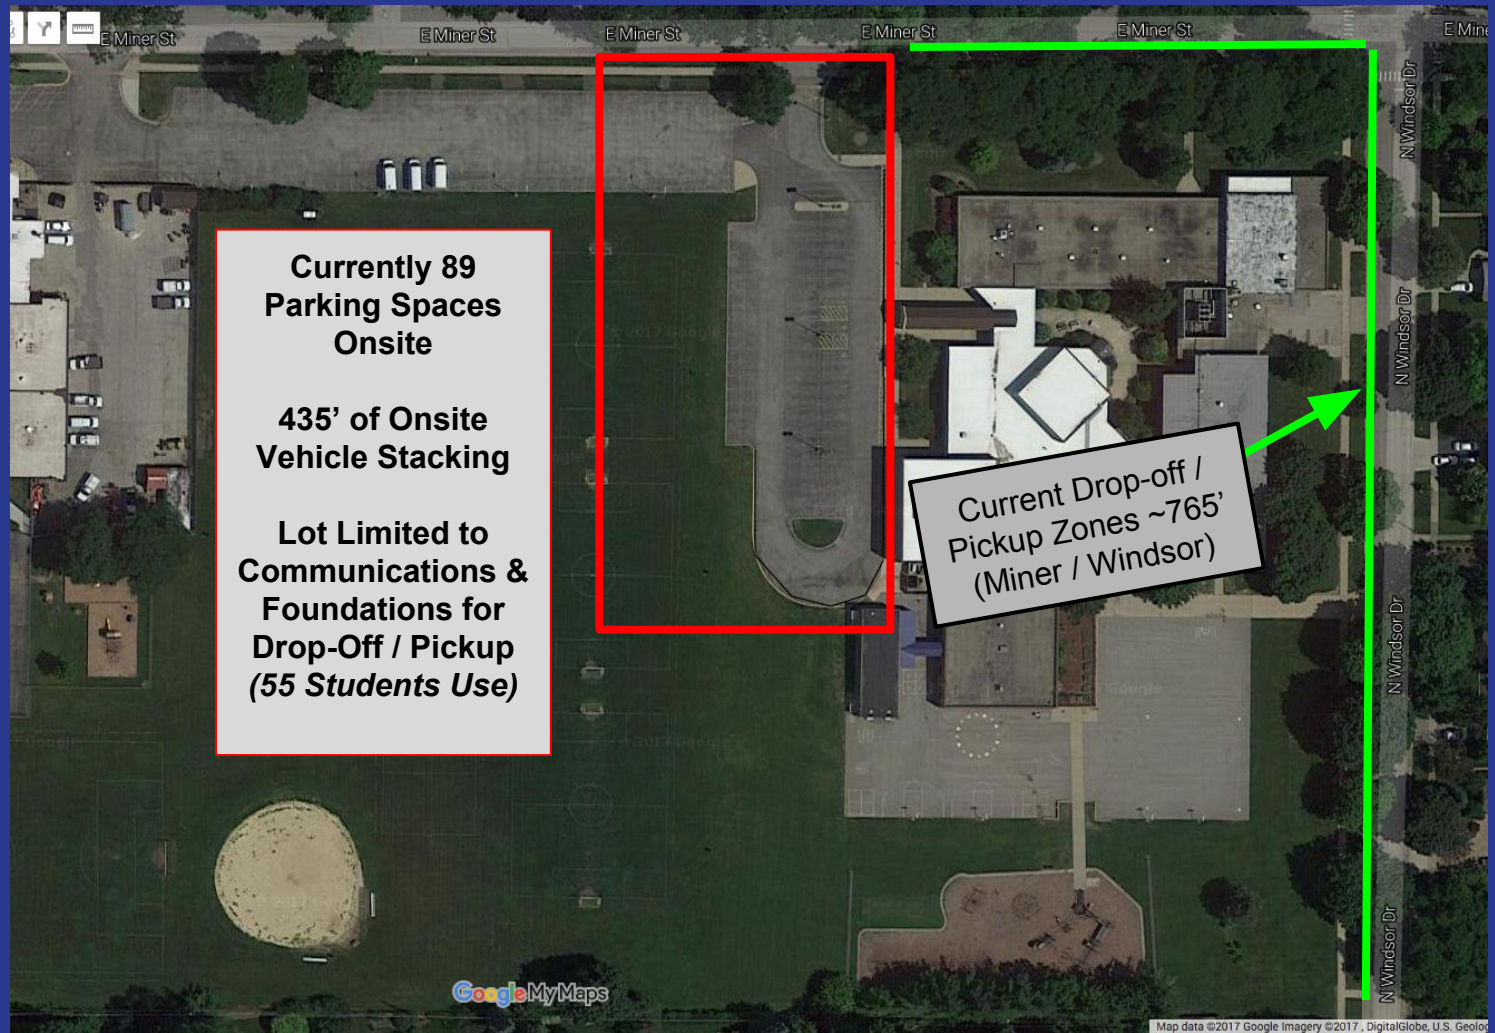 E Miner St
E Miner St
E Miner St
E Miner St
E Miner St
E Mine
N Windsor Dr
N Windsor Dr
Currently 89
Parking Spaces
Onsite
435’ of Onsite
Vehicle Stacking
Lot Limited to
Communications &
Foundations for
Drop-Off / Pickup
(55 Students Use)
Current Drop-off /
Pickup Zones ~765’
(Miner / Windsor)
N Windsor Dr
N Windsor Dr
Google My Maps
Map data ©2017 Google Imagery ©2017 , DigitalGlobe, U.S. Geolog